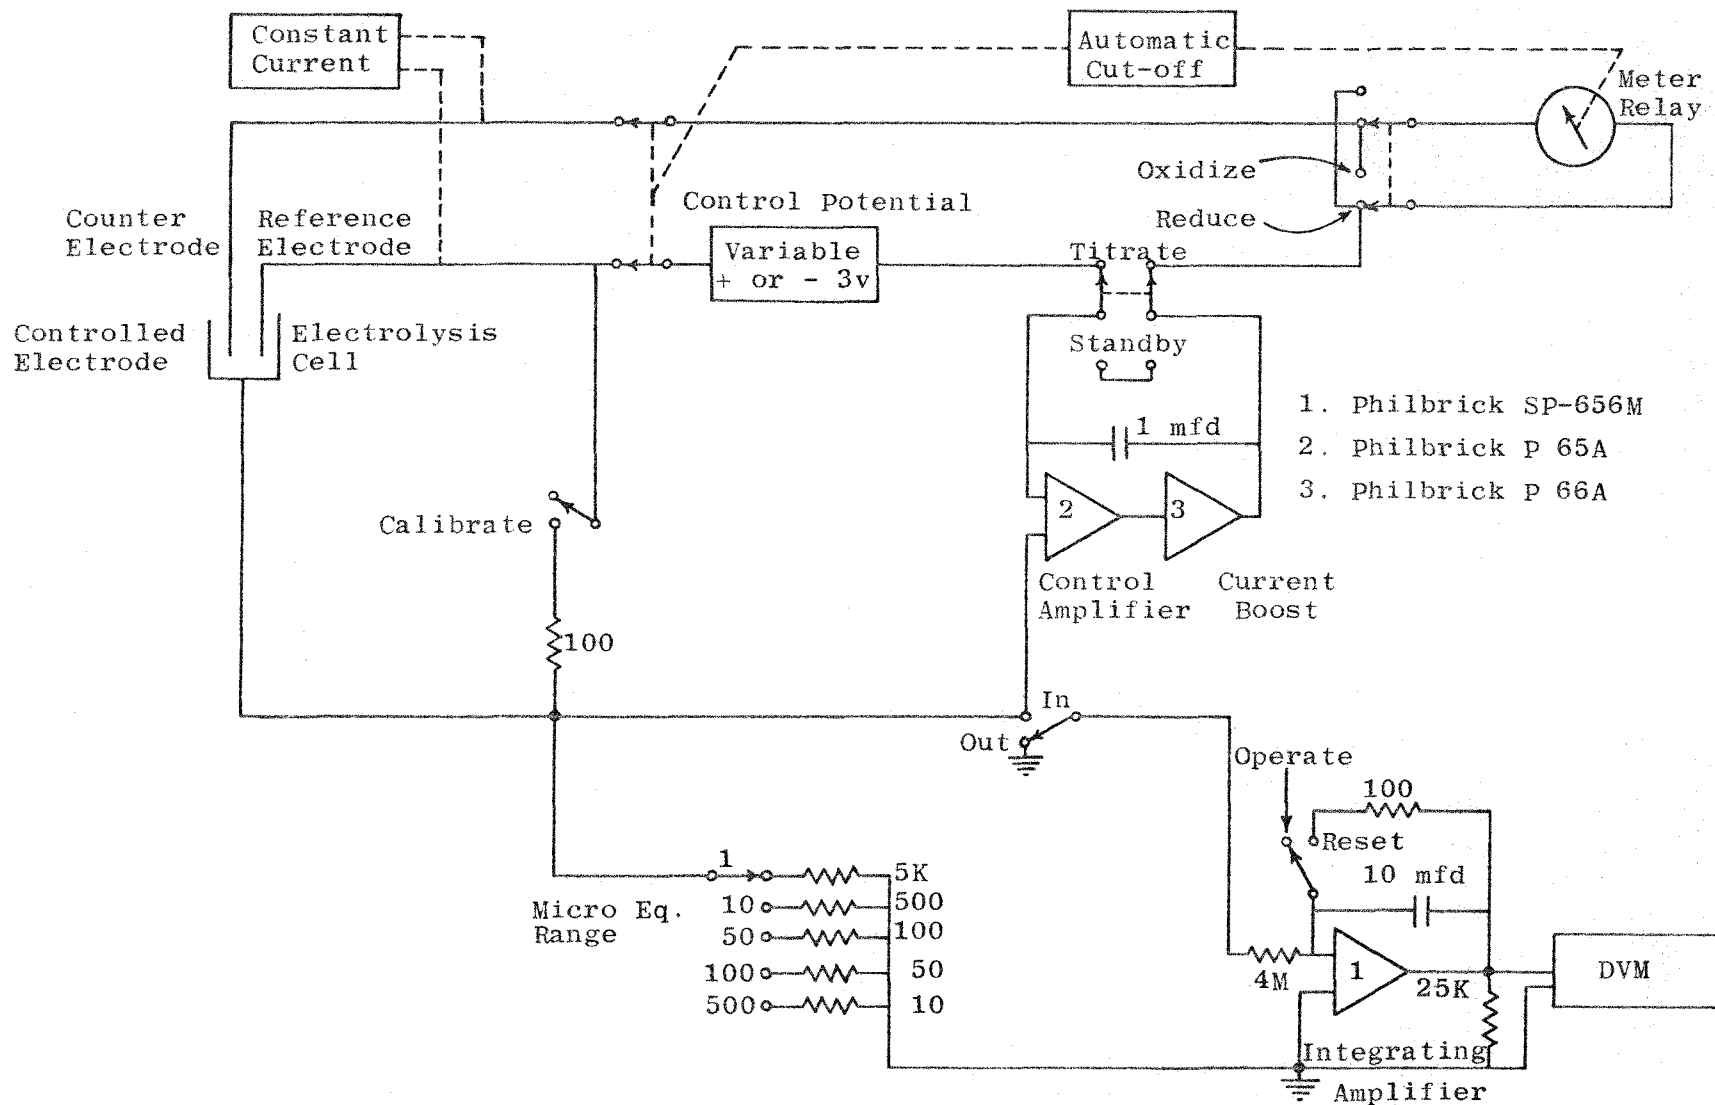 Constant
Current
Automatic
Cut-off
Meter
Relay
Oxidize
Reduce
Control Potential
Counter
Electrode
Reference
Electrode
Variable
+ or - 3v
Titrate
Controlled
Electrode
Electrolysis
Cell
Standby
1 mfd
1. Philbrick SP-656M
2. Philbrick P 65A
3. Philbrick P 66A
2
3
Calibrate
Control
Amplifier
Current
Boost
100
In
Out
Operate
100
Reset
10 mfd
1
5K
Micro Eq.
Range
10
500
50
100
100
50
500
10
4M
1
25K
DVM
Integrating
Amplifier